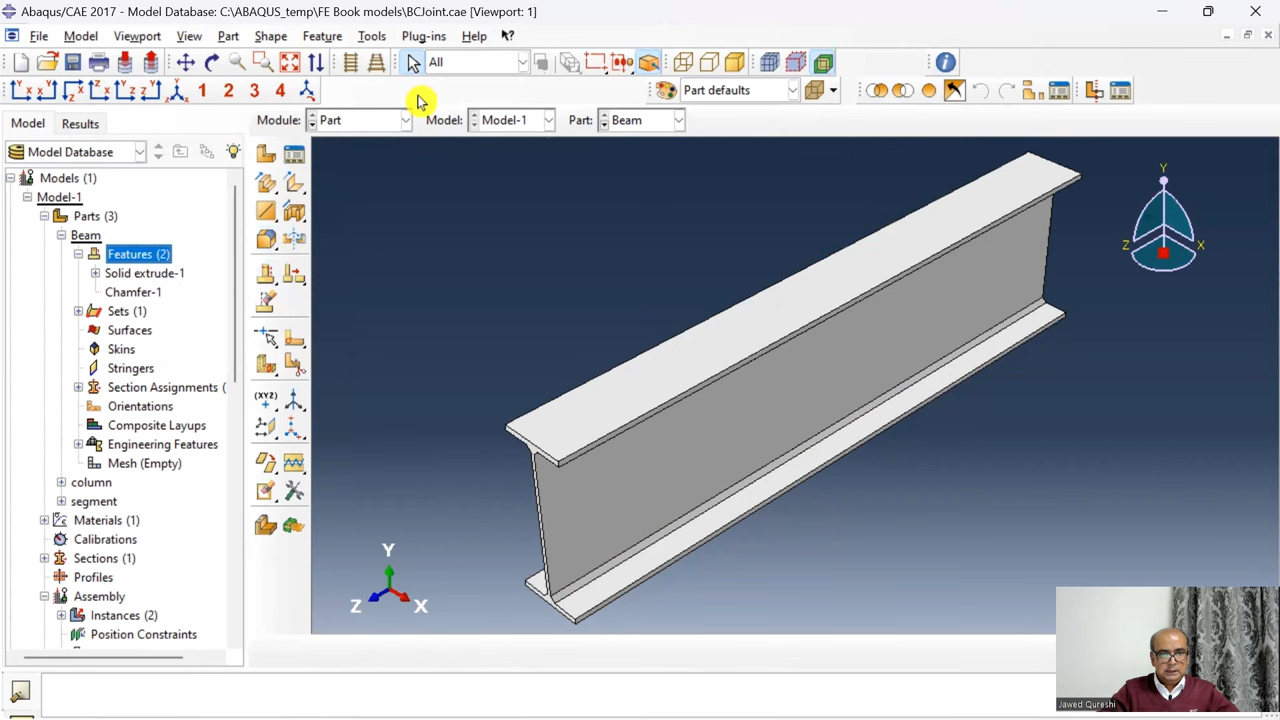 Abaqus/CAE 2017 - Model Database: C:\ABAQUS_temp\FE Book models\BCJoint.cae [Viewport: 1]
File Model Viewport View Part Shape Feature Tools Plug-ins Help
All
1 2 3 4
Part defaults
Model Results
Module: Part Model: Model-1 Part: Beam
Model Database
Models (1)
Model-1
Parts (3)
Beam
Features (2)
Solid extrude-1
Chamfer-1
Sets (1)
Surfaces
Skins
Stringers
Section Assignments (
Orientations
Composite Layups
Engineering Features
Mesh (Empty)
column
segment
Materials (1)
Calibrations
Sections (1)
Profiles
Assembly
Instances (2)
Position Constraints
(XYZ)
Y
Z X
Y
Z X
Jawed Qureshi